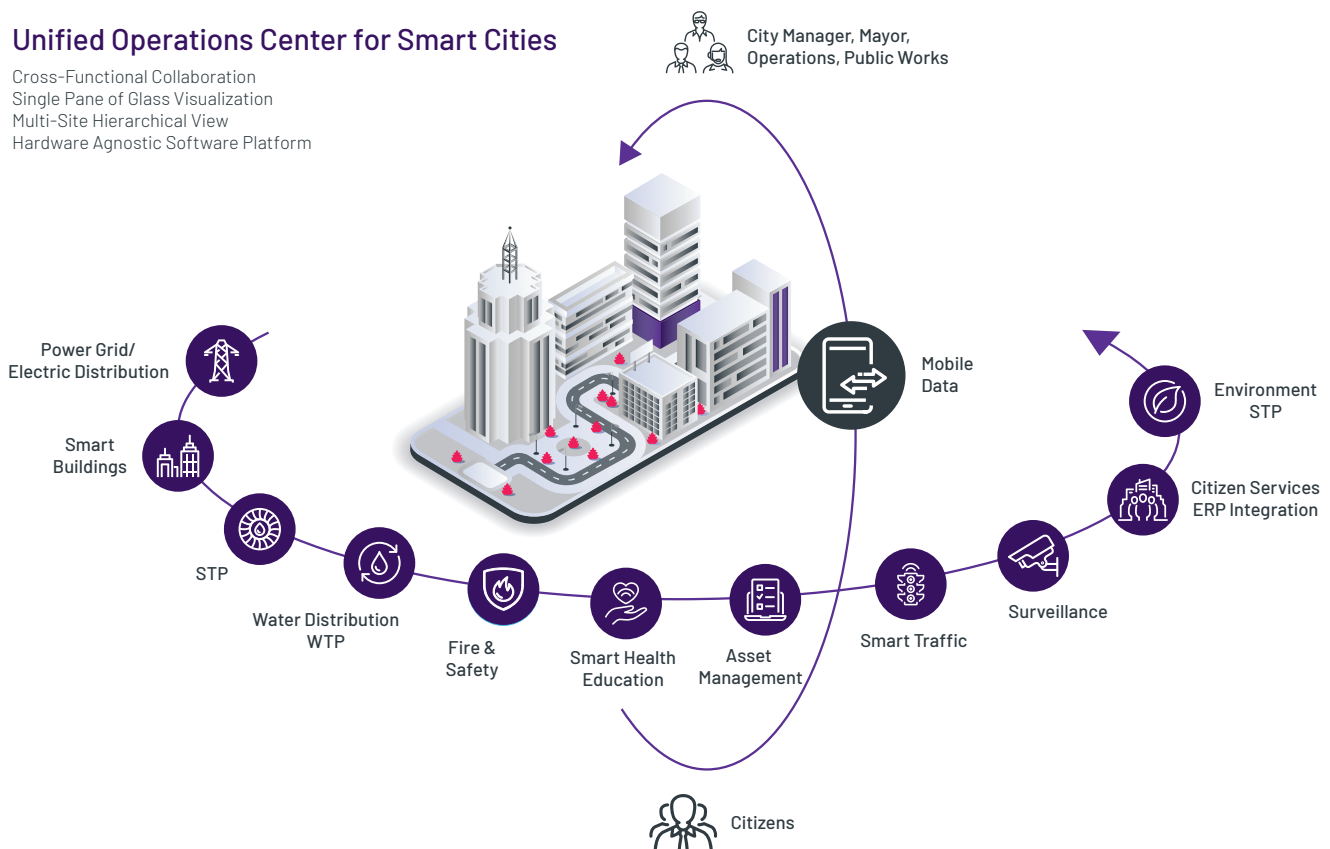 Unified Operations Center for Smart Cities
Cross-Functional Collaboration
Single Pane of Glass Visualization
Multi-Site Hierarchical View
Hardware Agnostic Software Platform
City Manager, Mayor,
Operations, Public Works
Power Grid/
Electric Distribution
Smart
Buildings
STP
Water Distribution
WTP
Fire &
Safety
Smart Health
Education
Asset
Management
Smart Traffic
Surveillance
Citizen Services
ERP Integration
Environment
STP
Mobile
Data
Citizens